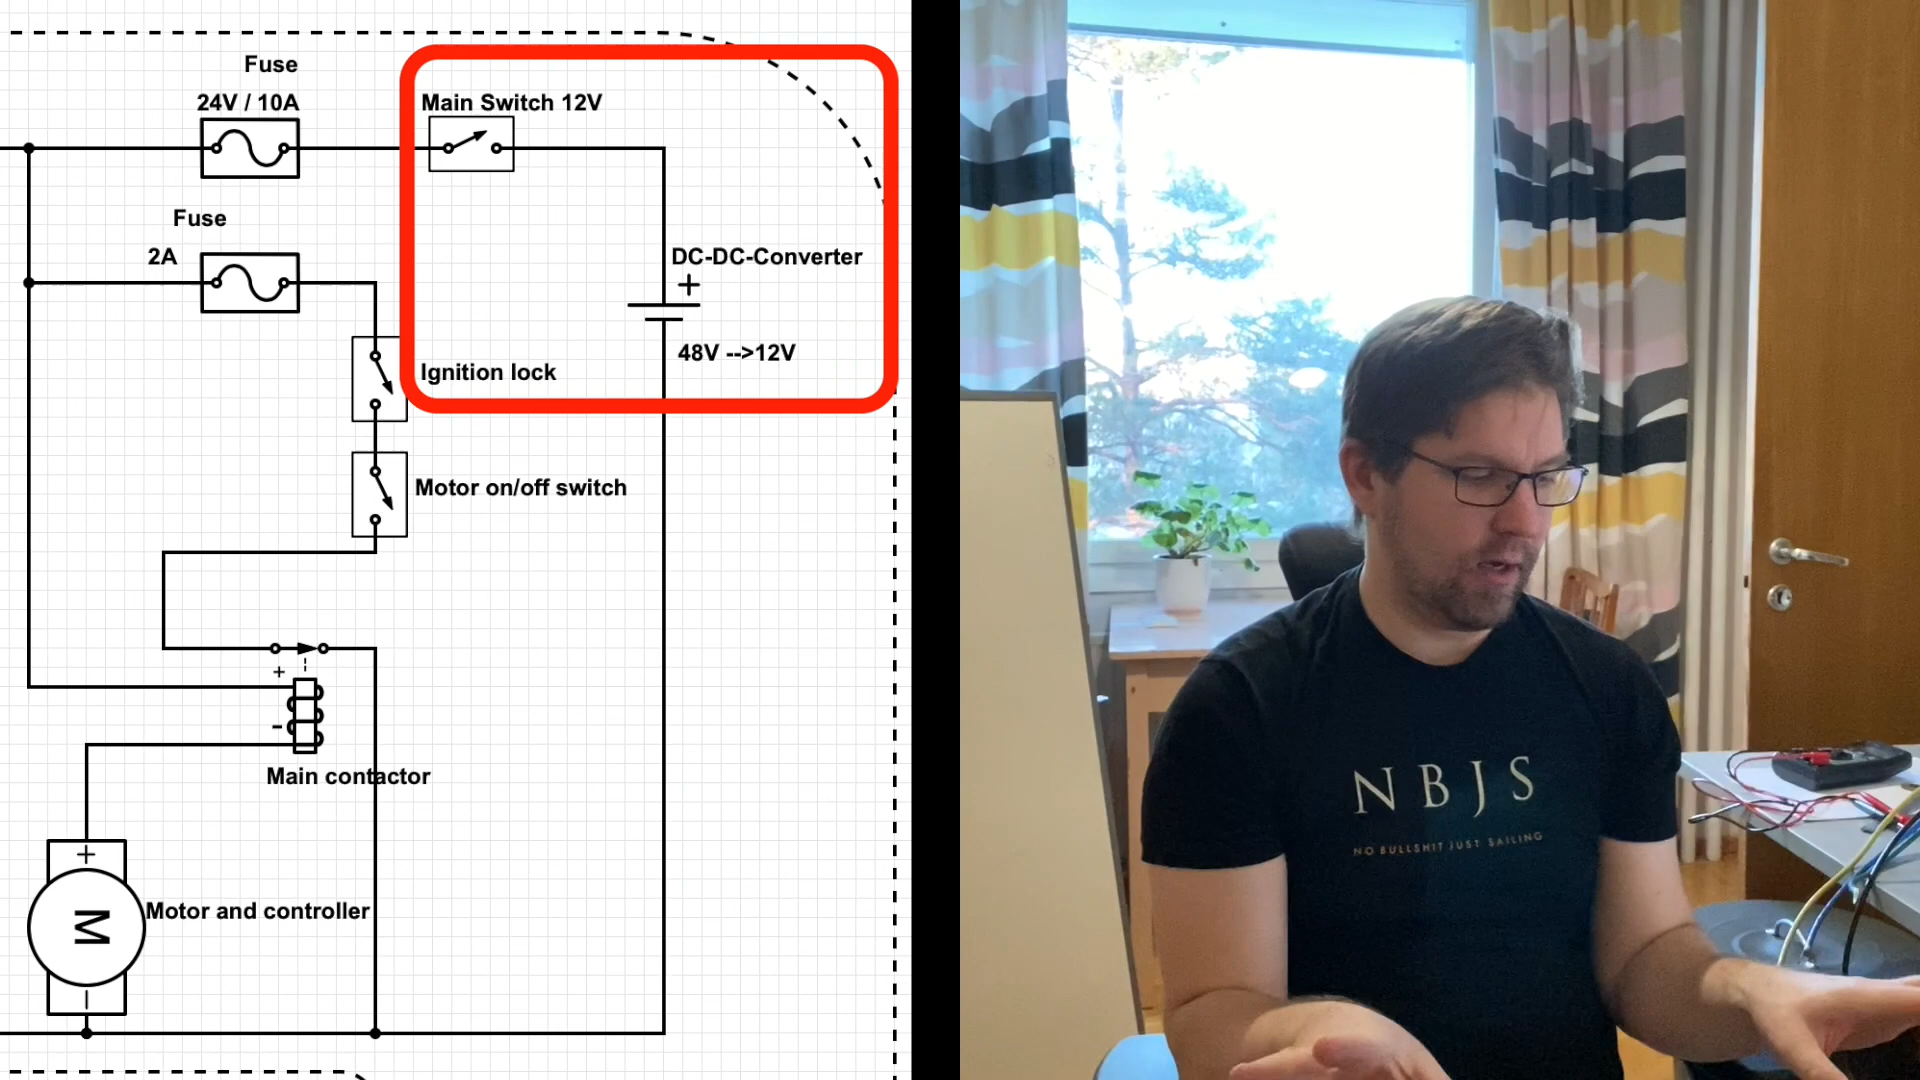 Fuse
24V / 10A
Main Switch 12V
Fuse
2A
DC-DC-Converter
+
48V -->12V
Ignition lock
Motor on/off switch
+
-
Main contactor
+
M
Motor and controller
-
NBJS
NO BULLSHIT JUST SAILING